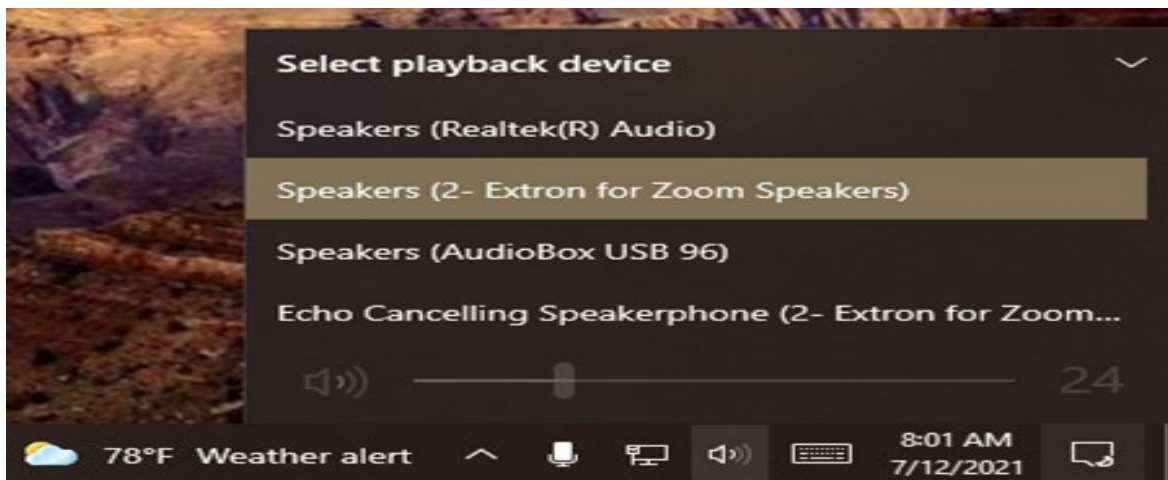 Select playback device
Speakers (Realtek(R) Audio)
Speakers (2- Extron for Zoom Speakers)
Speakers (AudioBox USB 96)
Echo Cancelling Speakerphone (2- Extron for Zoom...
24
78°F Weather alert
8:01 AM
7/12/2021